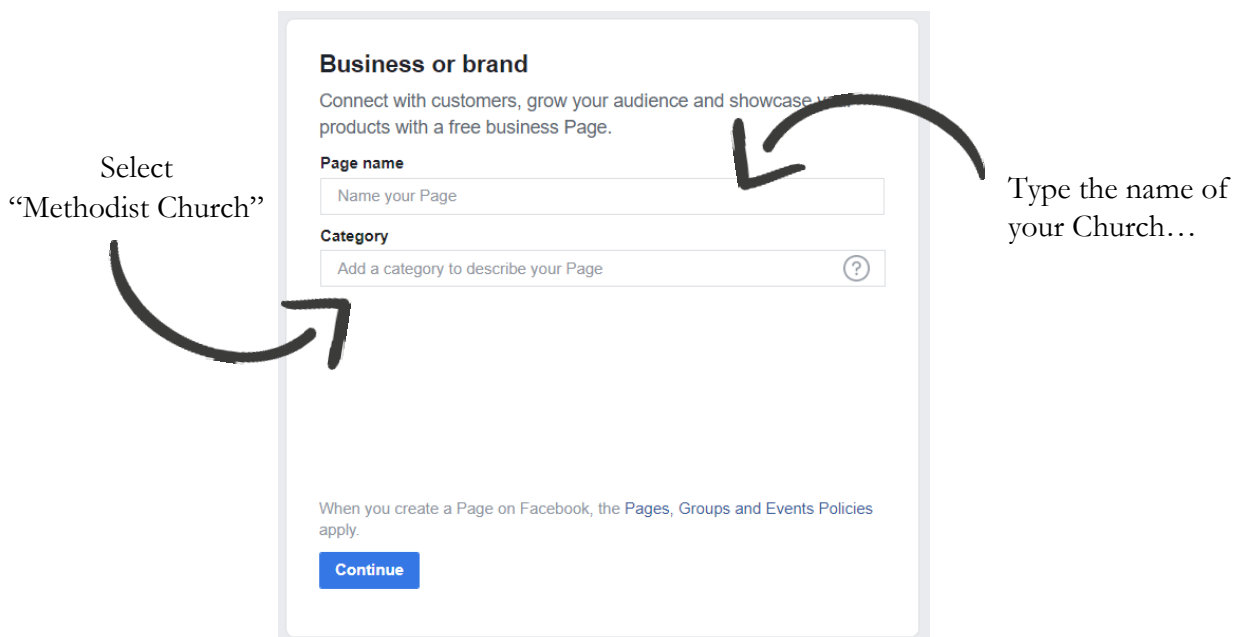 Business or brand
Connect with customers, grow your audience and showcase
products with a free business Page.
Page name
Name your Page
Category
Add a category to describe your Page
?
When you create a Page on Facebook, the Pages, Groups and Events Policies
apply.
Continue
Select
“Methodist Church”
Type the name of
your Church…